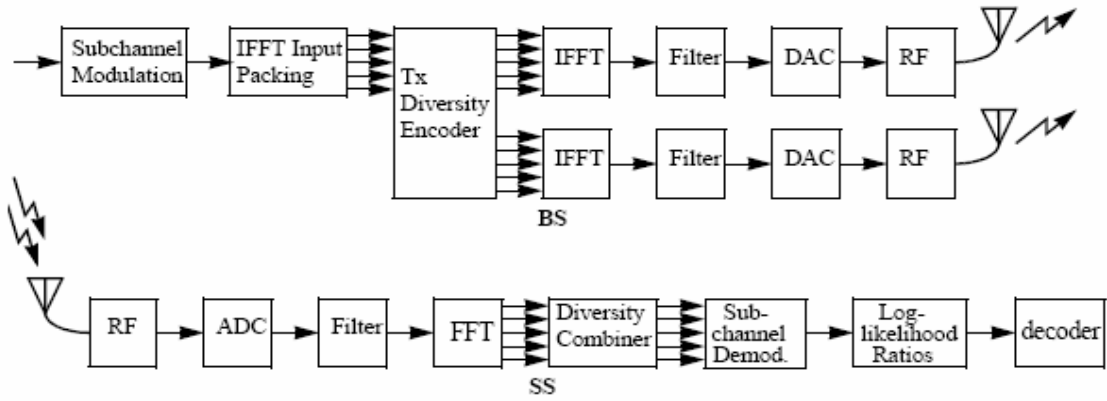 Subchannel
Modulation
IFFT Input
Packing
Tx
Diversity
Encoder
IFFT
Filter
DAC
RF
IFFT
Filter
DAC
RF
BS
RF
ADC
Filter
FFT
Diversity
Combiner
Sub-
channel
Demod.
Log-
likelihood
Ratios
decoder
SS